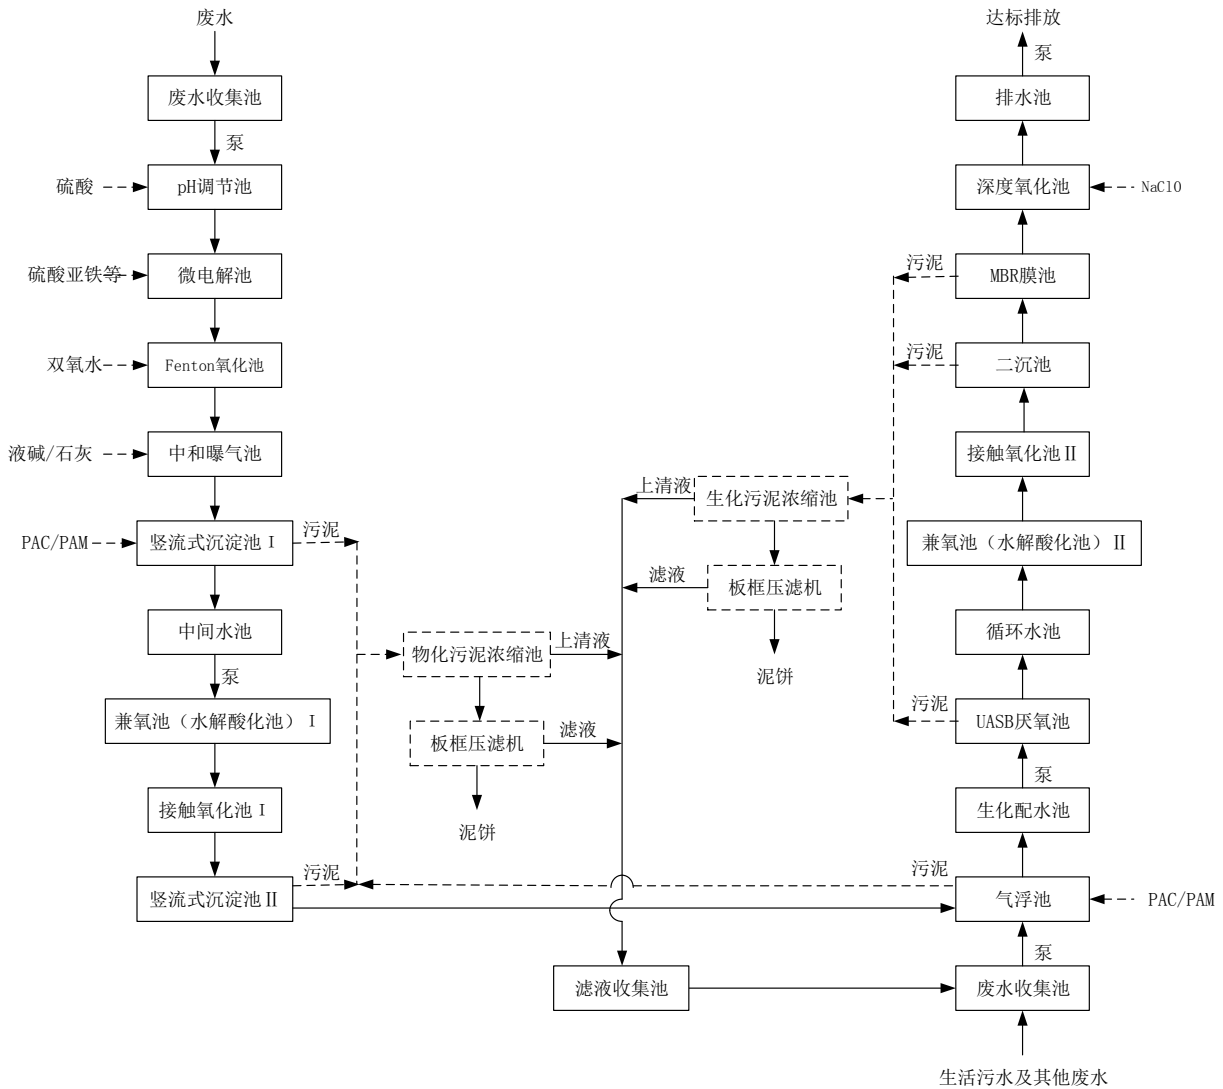 废水
废水收集池
泵
硫酸
pH调节池
硫酸亚铁等
微电解池
双氧水
Fenton氧化池
液碱/石灰
中和曝气池
PAC/PAM
竖流式沉淀池Ⅰ
污泥
中间水池
泵
兼氧池（水解酸化池）Ⅰ
接触氧化池Ⅰ
竖流式沉淀池Ⅱ
污泥
物化污泥浓缩池
上清液
板框压滤机
滤液
泥饼
上清液
生化污泥浓缩池
滤液
板框压滤机
泥饼
滤液收集池
达标排放
泵
排水池
深度氧化池
NaClO
污泥
MBR膜池
污泥
二沉池
接触氧化池Ⅱ
兼氧池（水解酸化池）Ⅱ
循环水池
污泥
UASB厌氧池
泵
生化配水池
污泥
气浮池
PAC/PAM
泵
废水收集池
生活污水及其他废水